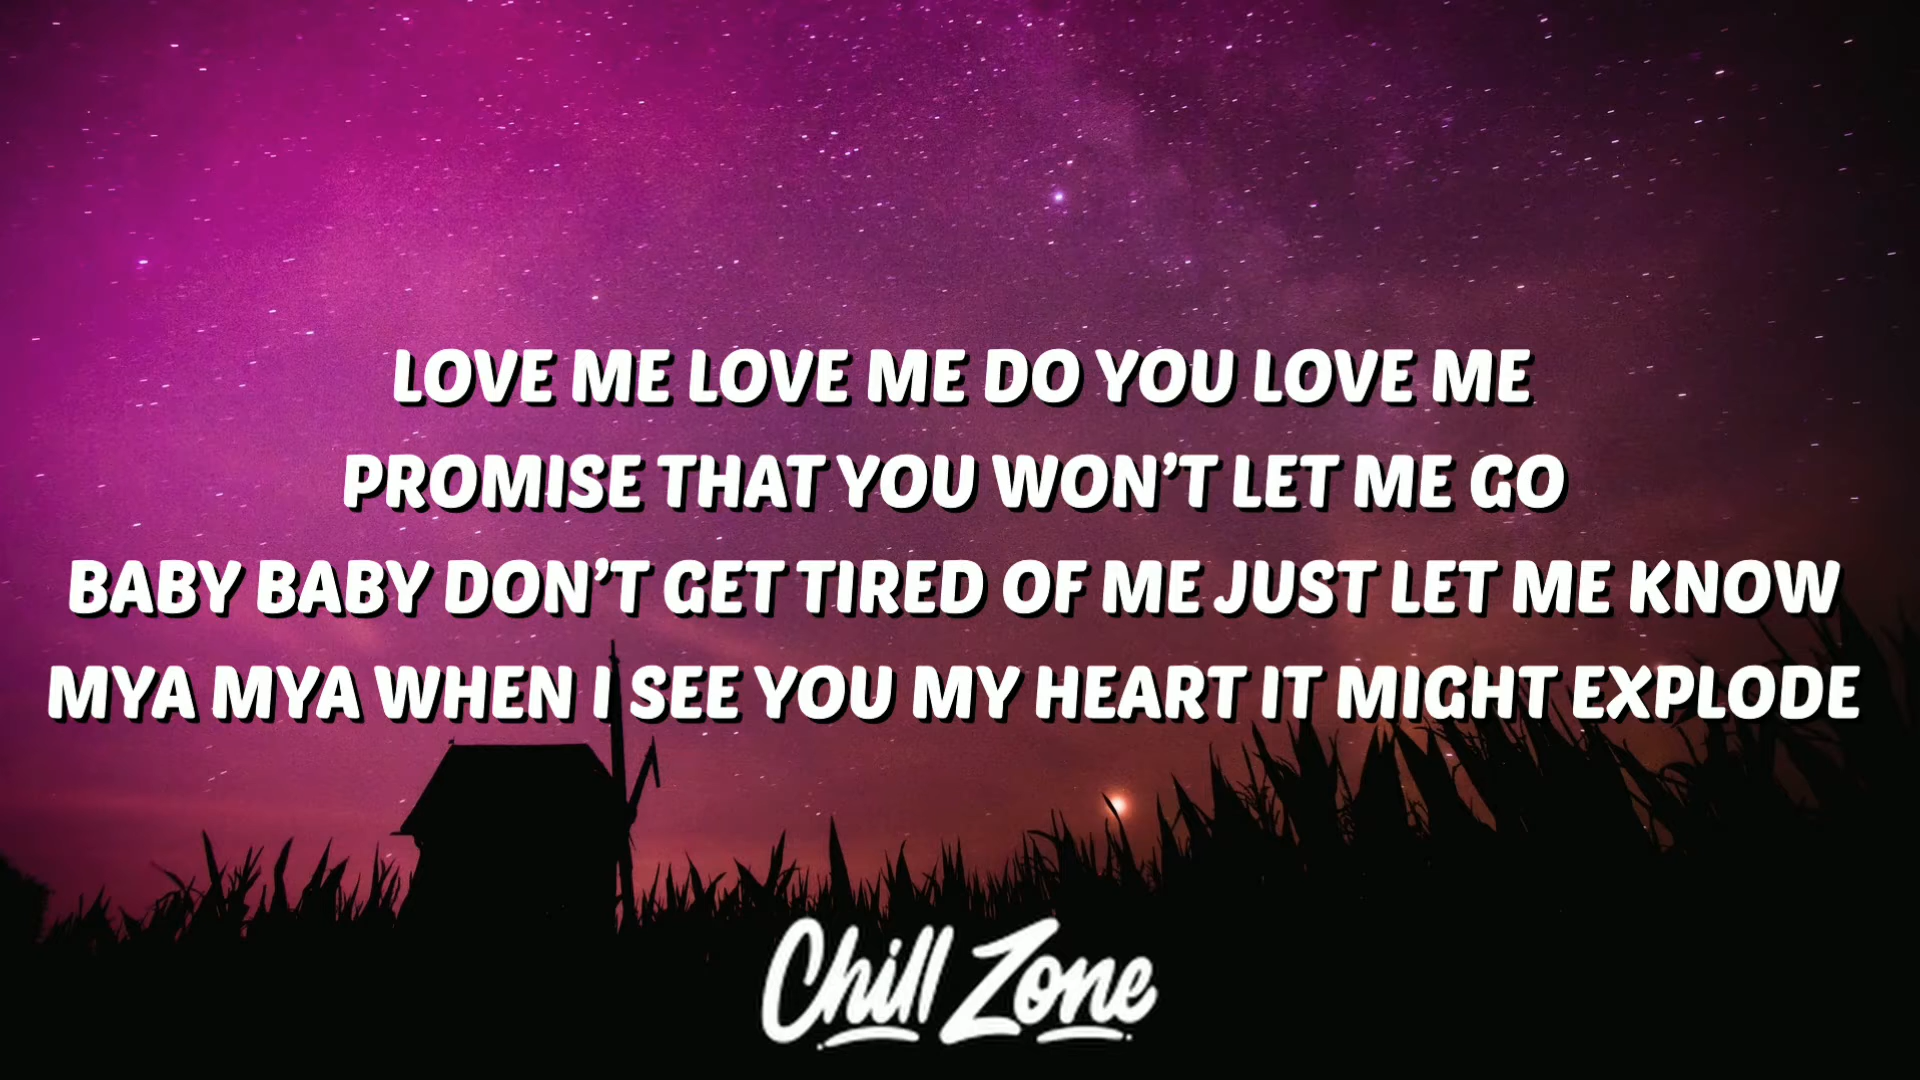 LOVE ME LOVE ME DO YOU LOVE ME
PROMISE THAT YOU WON'T LET ME GO
BABY BABY DON'T GET TIRED OF ME JUST LET ME KNOW
MYA MYA WHEN I SEE YOU MY HEART IT MIGHT EXPLODE
Chill Zone